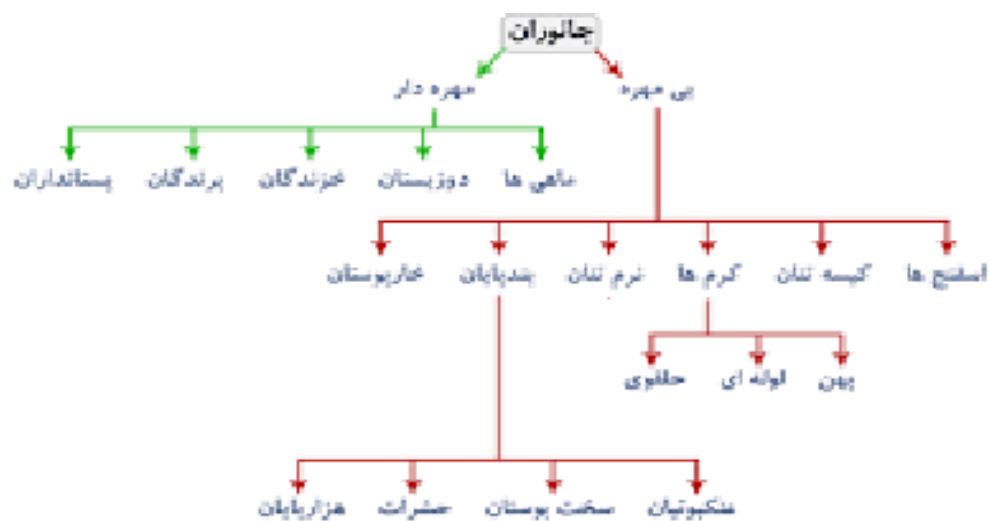 جانوران
بی مهره
مهره دار
ماهی ها دوزیستان خزندگان پرندگان پستانداران
اسفنج ها کیسه تنان کرم ها نرم تنان بندپایان خارپوستان
پهن لوله ای حلقوی
عنکبوتیان سخت پوستان حشرات هزارپایان